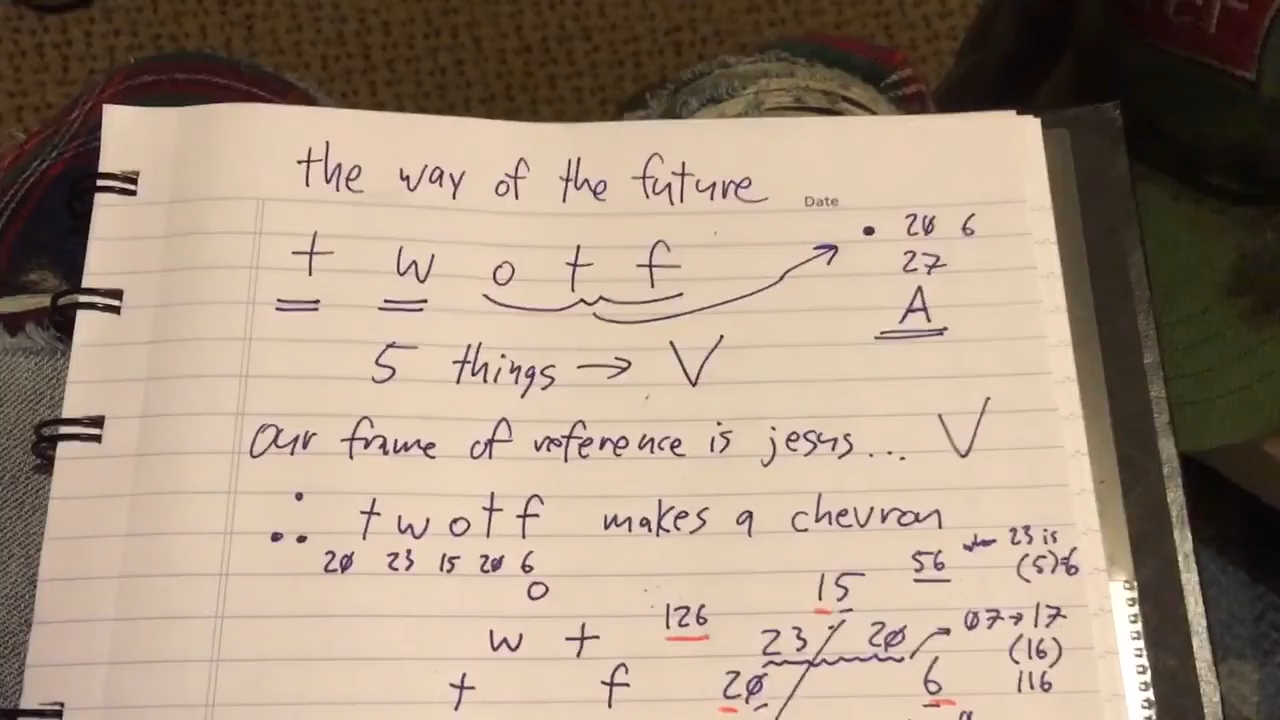 the way of the future
Date
t w o t f
• 2ø 6
27
A
5 things → V
Our frame of reference is jesus... V
∴ t w o t f makes a chevron
20 23 15 20 6
56
23 is
(5)=6
o
15
w t
126
23 20
07 → 17
(16)
t f
20
6
116